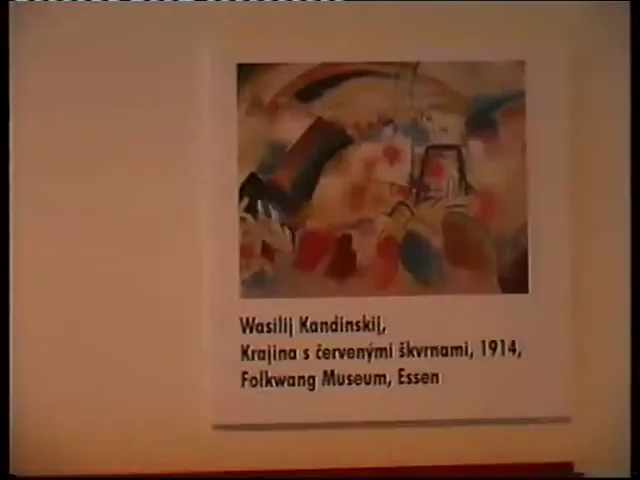 Wasilij Kandinskij,
Krajina s červenými škvrnami, 1914,
Folkwang Museum, Essen